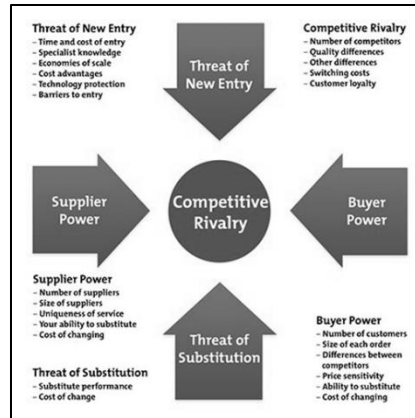 Threat of New Entry
– Time and cost of entry
– Specialist knowledge
– Economies of scale
– Cost advantages
– Technology protection
– Barriers to entry
Threat of
New Entry
Competitive Rivalry
– Number of competitors
– Quality differences
– Other differences
– Switching costs
– Customer loyalty
Supplier
Power
Competitive
Rivalry
Buyer
Power
Supplier Power
– Number of suppliers
– Size of suppliers
– Uniqueness of service
– Your ability to substitute
– Cost of changing
Threat of Substitution
– Substitute performance
– Cost of change
Threat of
Substitution
Buyer Power
– Number of customers
– Size of each order
– Differences between
competitors
– Price sensitivity
– Ability to substitute
– Cost of changing